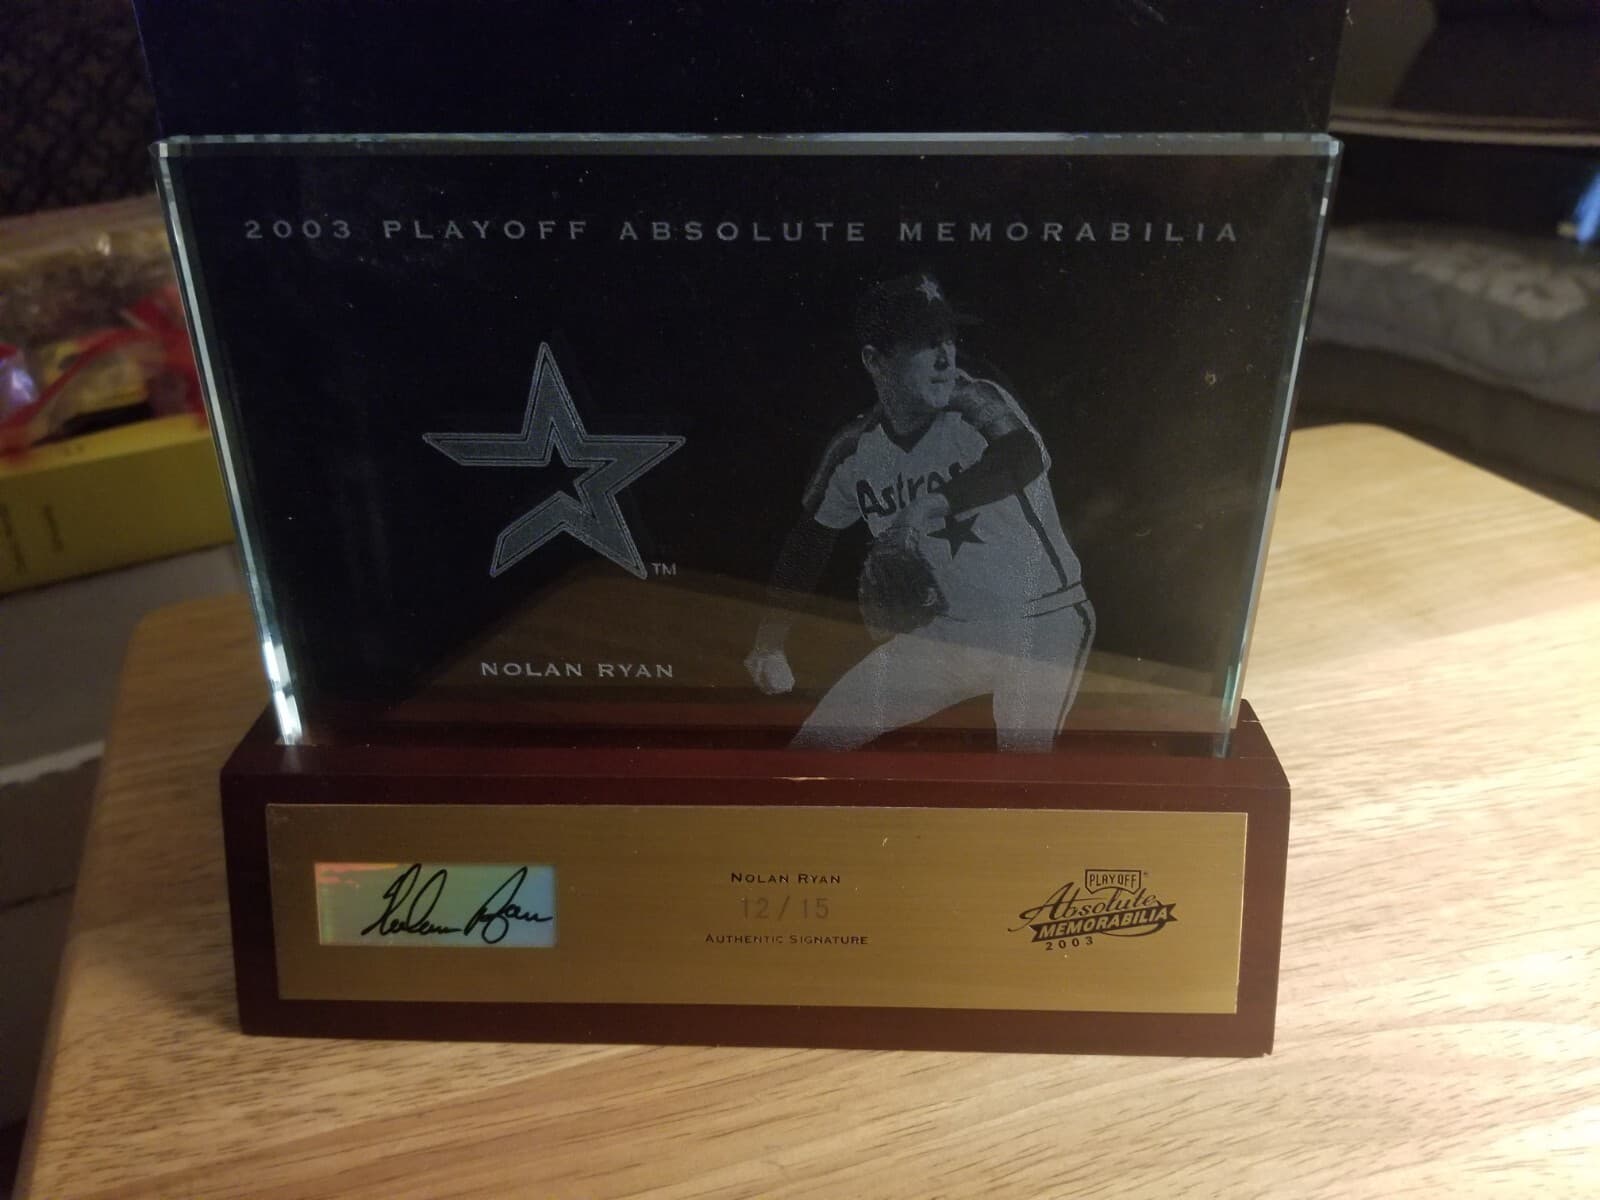 2003 PLAYOFF ABSOLUTE MEMORABILIA
Astros
TM
NOLAN RYAN
Nolan Ryan
NOLAN RYAN
12/15
AUTHENTIC SIGNATURE
PLAYOFF
Absolute
MEMORABILIA
2003